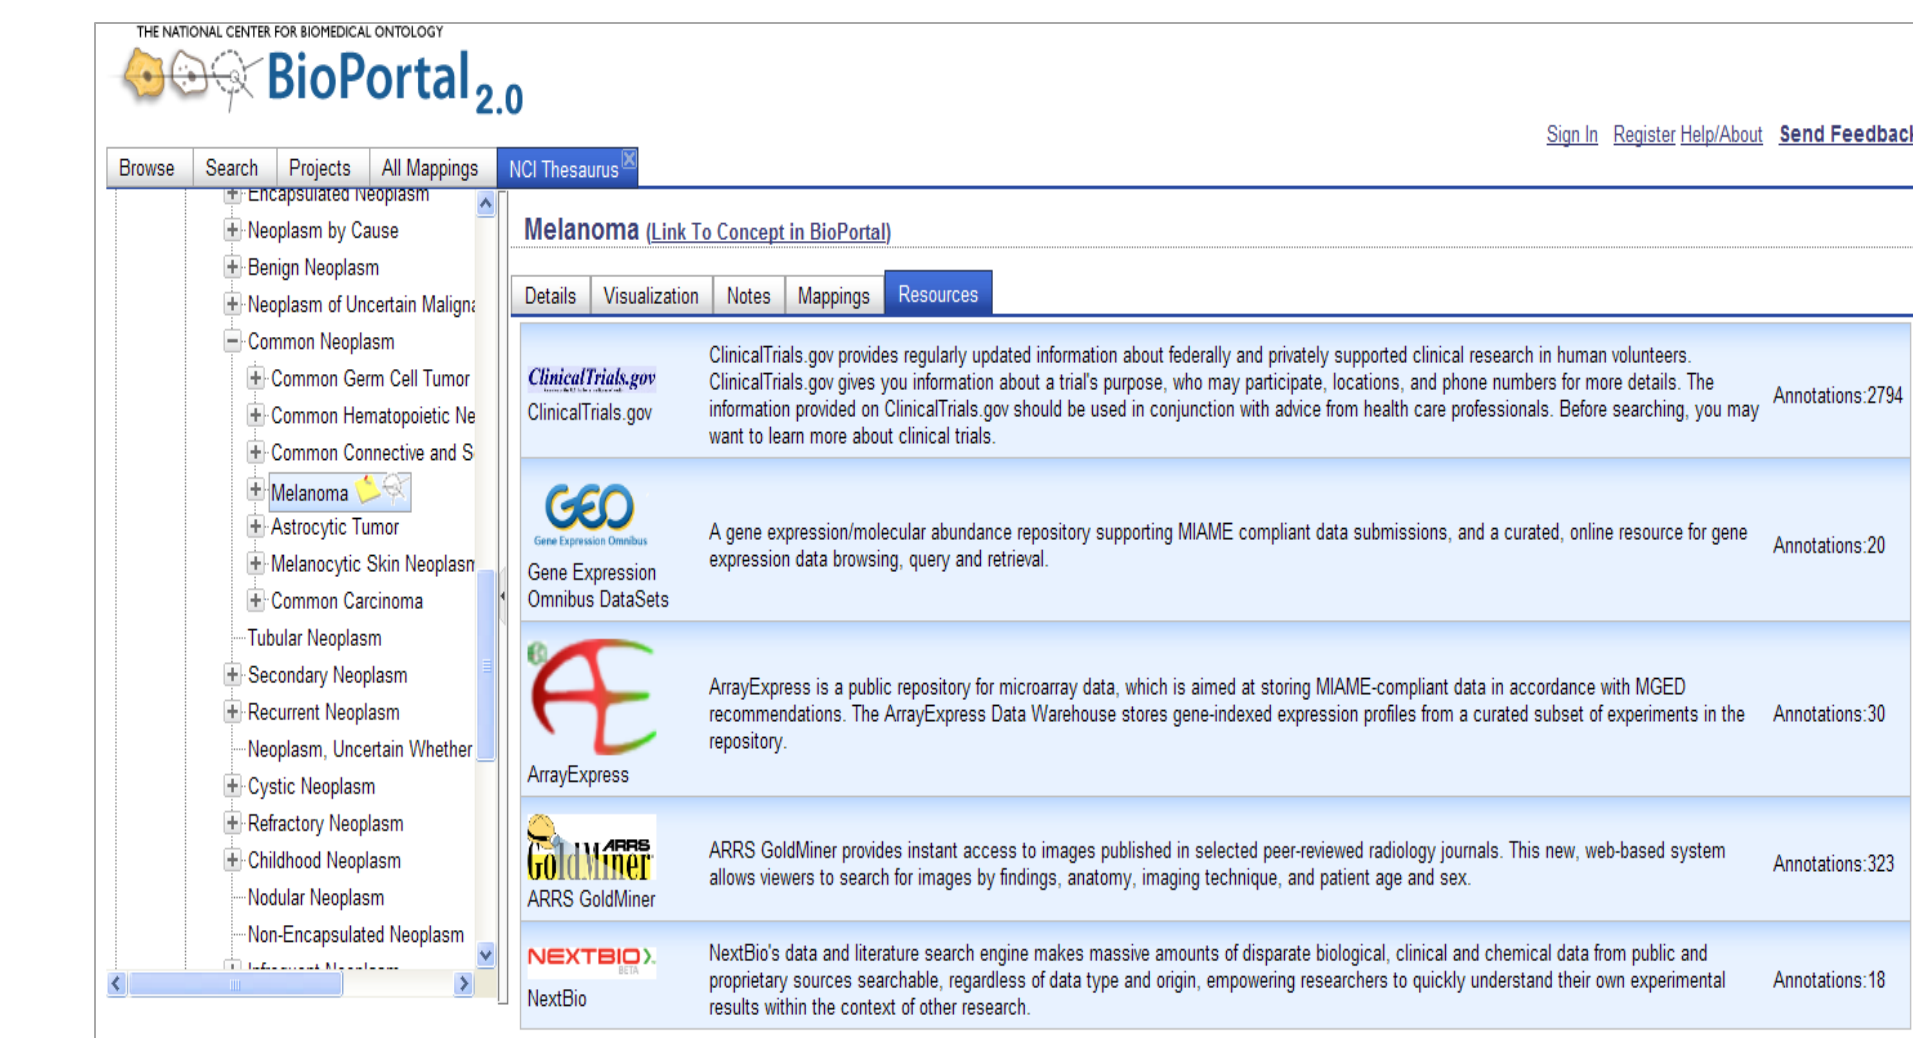 THE NATIONAL CENTER FOR BIOMEDICAL ONTOLOGY
BioPortal 2.0
Sign In Register Help/About Send Feedback
Browse Search Projects All Mappings NCI Thesaurus
Encapsulated Neoplasm
Neoplasm by Cause
Benign Neoplasm
Neoplasm of Uncertain Maligna
Common Neoplasm
Common Germ Cell Tumor
Common Hematopoietic Ne
Common Connective and S
Melanoma
Astrocytic Tumor
Melanocytic Skin Neoplasm
Common Carcinoma
Tubular Neoplasm
Secondary Neoplasm
Recurrent Neoplasm
Neoplasm, Uncertain Whether
Cystic Neoplasm
Refractory Neoplasm
Childhood Neoplasm
Nodular Neoplasm
Non-Encapsulated Neoplasm
Infrequent Neoplasm
Melanoma (Link To Concept in BioPortal)
Details Visualization Notes Mappings Resources
ClinicalTrials.gov
ClinicalTrials.gov
ClinicalTrials.gov provides regularly updated information about federally and privately supported clinical research in human volunteers.
ClinicalTrials.gov gives you information about a trial's purpose, who may participate, locations, and phone numbers for more details. The
information provided on ClinicalTrials.gov should be used in conjunction with advice from health care professionals. Before searching, you may
want to learn more about clinical trials.
Annotations:2794
GEO
Gene Expression Omnibus
Gene Expression
Omnibus DataSets
A gene expression/molecular abundance repository supporting MIAME compliant data submissions, and a curated, online resource for gene
expression data browsing, query and retrieval.
Annotations:20
AE
ArrayExpress
ArrayExpress is a public repository for microarray data, which is aimed at storing MIAME-compliant data in accordance with MGED
recommendations. The ArrayExpress Data Warehouse stores gene-indexed expression profiles from a curated subset of experiments in the
repository.
Annotations:30
ARRS
GoldMiner
ARRS GoldMiner
ARRS GoldMiner provides instant access to images published in selected peer-reviewed radiology journals. This new, web-based system
allows viewers to search for images by findings, anatomy, imaging technique, and patient age and sex.
Annotations:323
NEXTBIO
BETA
NextBio
NextBio's data and literature search engine makes massive amounts of disparate biological, clinical and chemical data from public and
proprietary sources searchable, regardless of data type and origin, empowering researchers to quickly understand their own experimental
results within the context of other research.
Annotations:18